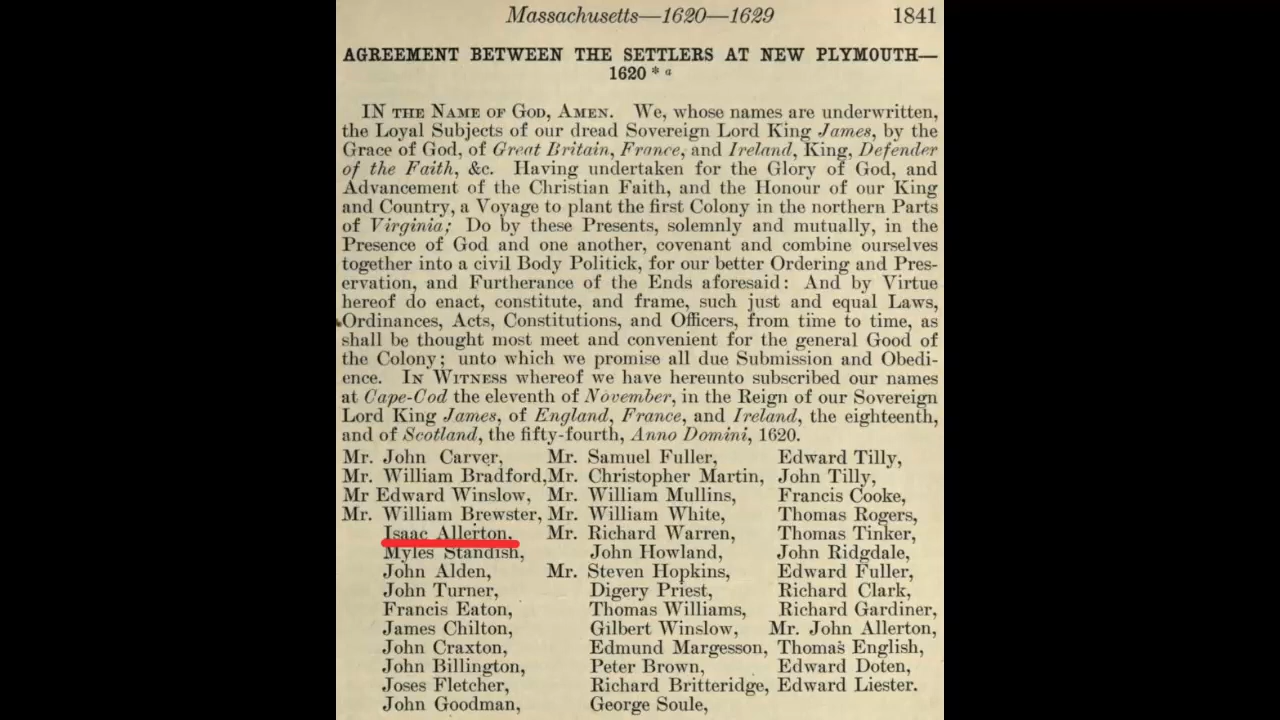 Massachusetts—1620—1629 1841
AGREEMENT BETWEEN THE SETTLERS AT NEW PLYMOUTH—
1620 * a
IN THE NAME OF GOD, AMEN. We, whose names are underwritten,
the Loyal Subjects of our dread Sovereign Lord King James, by the
Grace of God, of Great Britain, France, and Ireland, King, Defender
of the Faith, &c. Having undertaken for the Glory of God, and
Advancement of the Christian Faith, and the Honour of our King
and Country, a Voyage to plant the first Colony in the northern Parts
of Virginia; Do by these Presents, solemnly and mutually, in the
Presence of God and one another, covenant and combine ourselves
together into a civil Body Politick, for our better Ordering and Pres-
ervation, and Furtherance of the Ends aforesaid: And by Virtue
hereof do enact, constitute, and frame, such just and equal Laws,
Ordinances, Acts, Constitutions, and Officers, from time to time, as
shall be thought most meet and convenient for the general Good of
the Colony; unto which we promise all due Submission and Obedi-
ence. IN WITNESS whereof we have hereunto subscribed our names
at Cape-Cod the eleventh of November, in the Reign of our Sovereign
Lord King James, of England, France, and Ireland, the eighteenth,
and of Scotland, the fifty-fourth, Anno Domini, 1620.
Mr. John Carver, Mr. Samuel Fuller, Edward Tilly,
Mr. William Bradford, Mr. Christopher Martin, John Tilly,
Mr Edward Winslow, Mr. William Mullins, Francis Cooke,
Mr. William Brewster, Mr. William White, Thomas Rogers,
Isaac Allerton, Mr. Richard Warren, Thomas Tinker,
Myles Standish, John Howland, John Ridgdale,
John Alden, Mr. Steven Hopkins, Edward Fuller,
John Turner, Digery Priest, Richard Clark,
Francis Eaton, Thomas Williams, Richard Gardiner,
James Chilton, Gilbert Winslow, Mr. John Allerton,
John Craxton, Edmund Margesson, Thomas English,
John Billington, Peter Brown, Edward Doten,
Joses Fletcher, Richard Britteridge, Edward Liester.
John Goodman, George Soule,